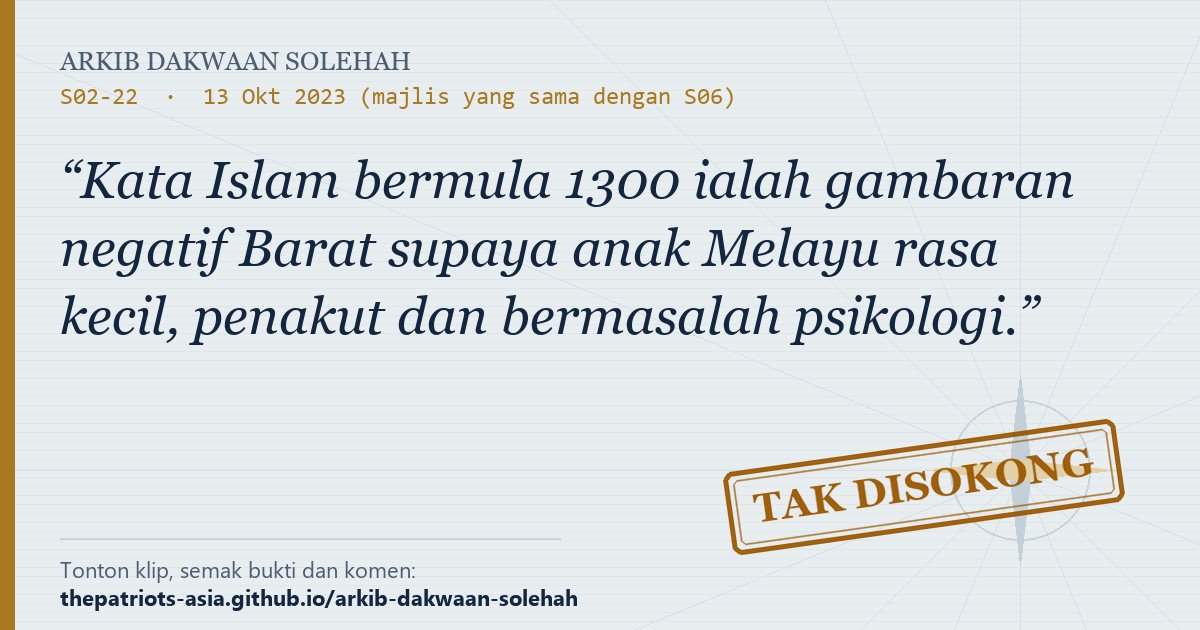 ARKIB DAKWAAN SOLEHAH
S02-22 · 13 Okt 2023 (majlis yang sama dengan S06)
“Kata Islam bermula 1300 ialah gambaran
negatif Barat supaya anak Melayu rasa
kecil, penakut dan bermasalah psikologi.”
TAK DISOKONG
Tonton klip, semak bukti dan komen:
thepatriots-asia.github.io/arkib-dakwaan-solehah